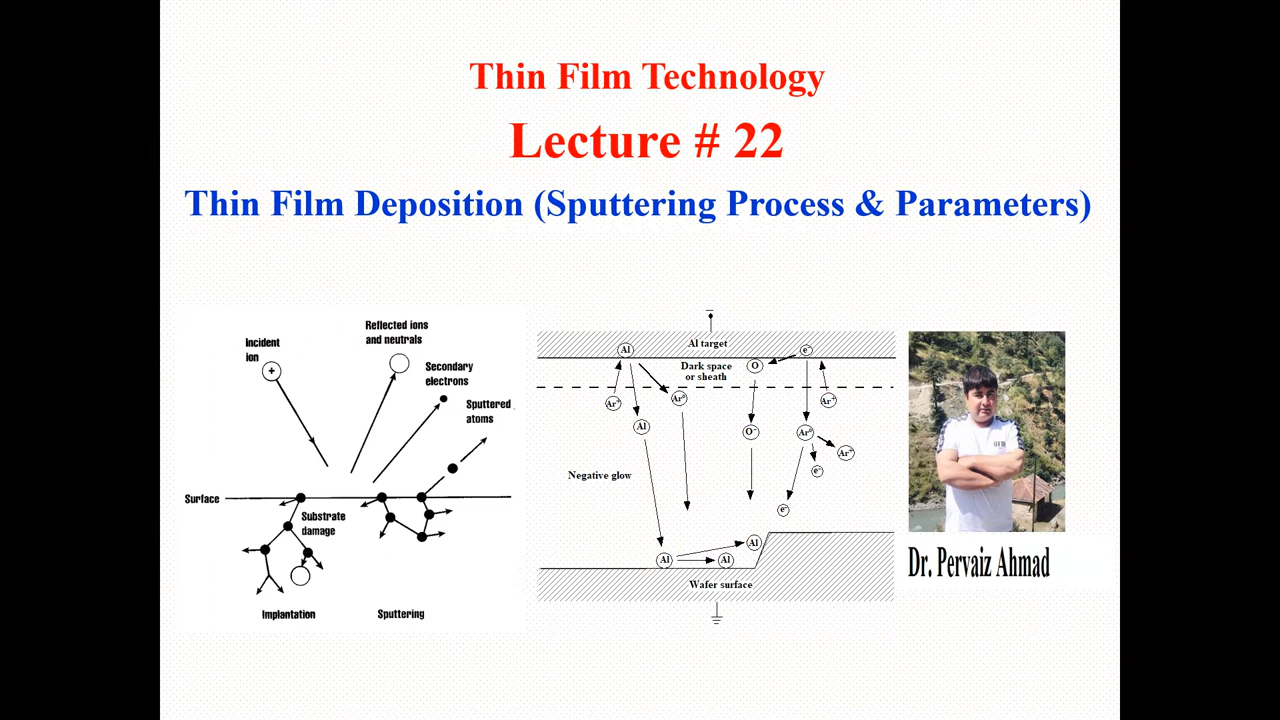 Thin Film Technology
Lecture # 22
Thin Film Deposition (Sputtering Process & Parameters)
Incident
ion
+
Reflected ions
and neutrals
Secondary
electrons
Sputtered
atoms
Surface
Substrate
damage
Implantation
Sputtering
Al target
Al
Dark space
or sheath
O
e⁻
Ar⁺
Al
Ar⁰
O⁻
Ar⁰
Ar⁺
Ar⁺
e⁻
Negative glow
e⁻
Al
Al
Al
Wafer surface
Dr. Pervaiz Ahmad